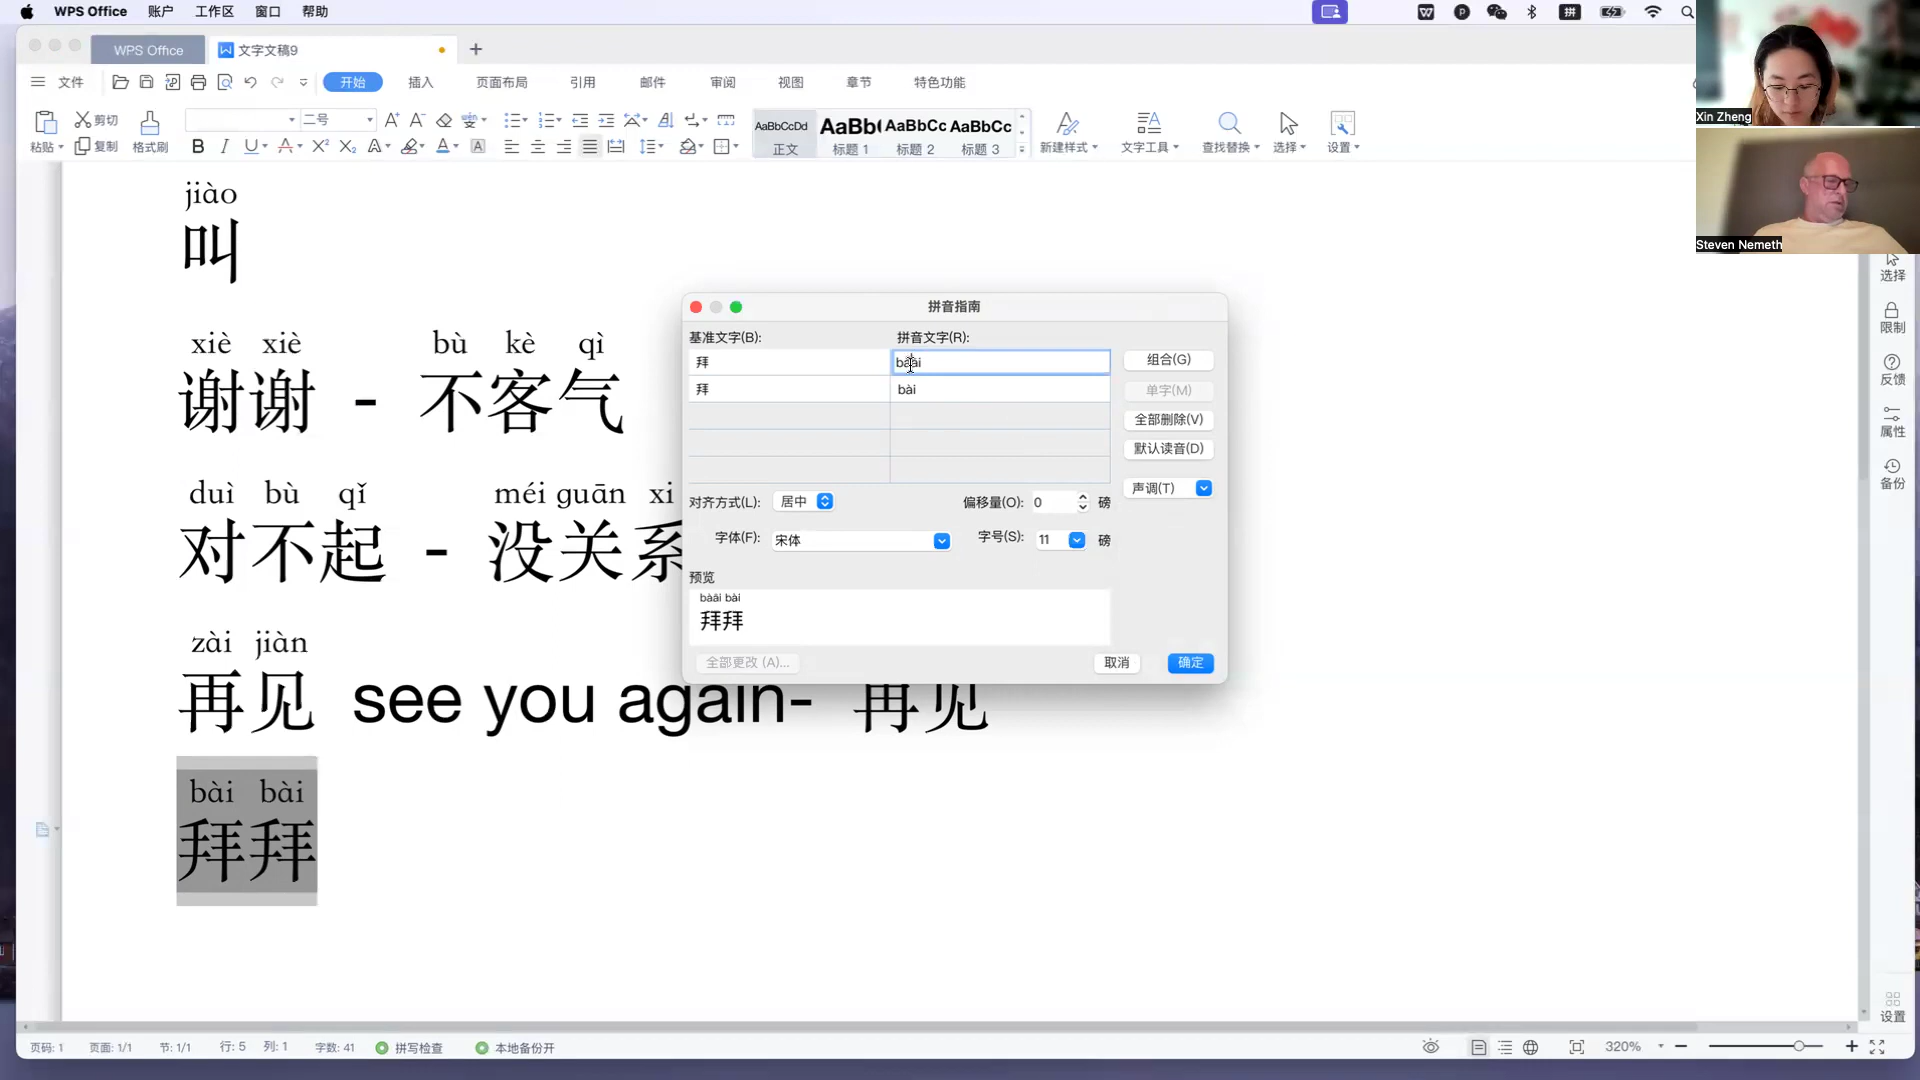 WPS Office 账户 工作区 窗口 帮助
WPS Office 文字文稿9
文件 开始 插入 页面布局 引用 邮件 审阅 视图 章节 特色功能
粘贴 剪切 复制 格式刷
AaBbCcDd AaBb AaBbCc AaBbCc
正文 标题 1 标题 2 标题 3 新建样式 文字工具 查找替换 选择 设置
Xin Zheng
Steven Nemeth
选择
限制
反馈
属性
备份
设置
jiào
叫
xiè xiè bù kè qì
谢谢 - 不客气
duì bù qǐ méi guān xi
对不起 - 没关系
zài jiàn
再见 see you again- 再见
bài bài
拜拜
拼音指南
基准文字(B): 拼音文字(R):
拜
拜 bài
组合(G)
单字(M)
全部删除(V)
默认读音(D)
声调(T)
对齐方式(L): 居中 偏移量(O): 0 磅
字体(F): 宋体 字号(S): 11 磅
预览
bài
拜拜
全部更改 (A)... 取消 确定
页码: 1 页面: 1/1 节: 1/1 行: 5 列: 1 字数: 41 拼写检查 本地备份开 320%